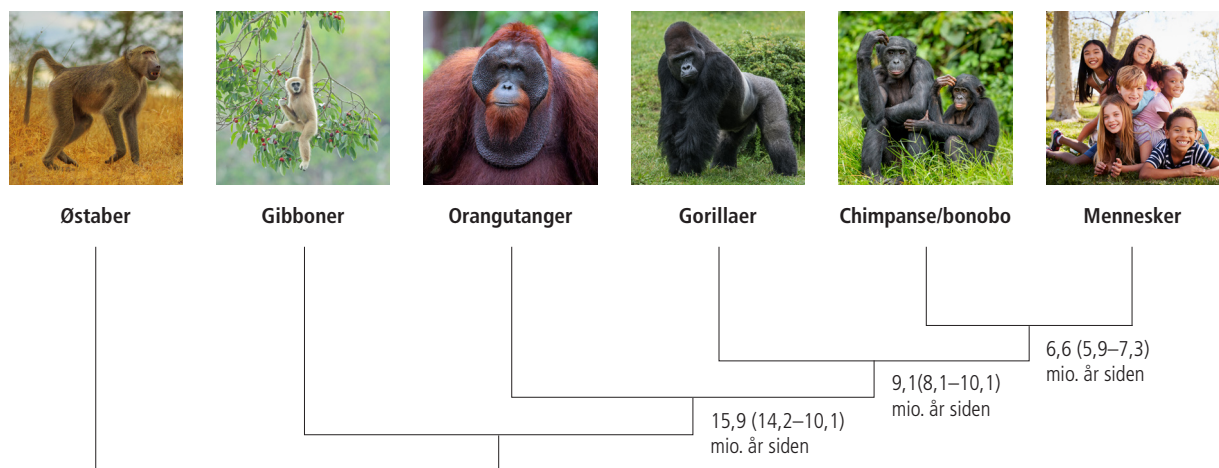 Østaber
Gibboner
Orangutanger
Gorillaer
Chimpanse/bonobo
Mennesker
6,6 (5,9–7,3)
mio. år siden
9,1(8,1–10,1)
mio. år siden
15,9 (14,2–10,1)
mio. år siden